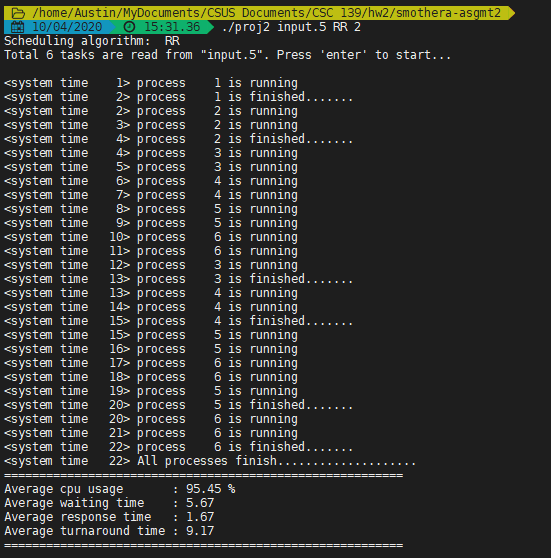 /home/Austin/MyDocuments/CSUS Documents/CSC 139/hw2/smothera-asgmt2
10/04/2020 15:31.36 ./proj2 input.5 RR 2
Scheduling algorithm:  RR
Total 6 tasks are read from "input.5". Press 'enter' to start...
<system time    1> process    1 is running
<system time    2> process    1 is finished.......
<system time    2> process    2 is running
<system time    3> process    2 is running
<system time    4> process    2 is finished.......
<system time    4> process    3 is running
<system time    5> process    3 is running
<system time    6> process    4 is running
<system time    7> process    4 is running
<system time    8> process    5 is running
<system time    9> process    5 is running
<system time   10> process    6 is running
<system time   11> process    6 is running
<system time   12> process    3 is running
<system time   13> process    3 is finished.......
<system time   13> process    4 is running
<system time   14> process    4 is running
<system time   15> process    4 is finished.......
<system time   15> process    5 is running
<system time   16> process    5 is running
<system time   17> process    6 is running
<system time   18> process    6 is running
<system time   19> process    5 is running
<system time   20> process    5 is finished.......
<system time   20> process    6 is running
<system time   21> process    6 is running
<system time   22> process    6 is finished.......
<system time   22> All processes finish....................
=========================================================
Average cpu usage       : 95.45 %
Average waiting time    : 5.67
Average response time   : 1.67
Average turnaround time : 9.17
=========================================================